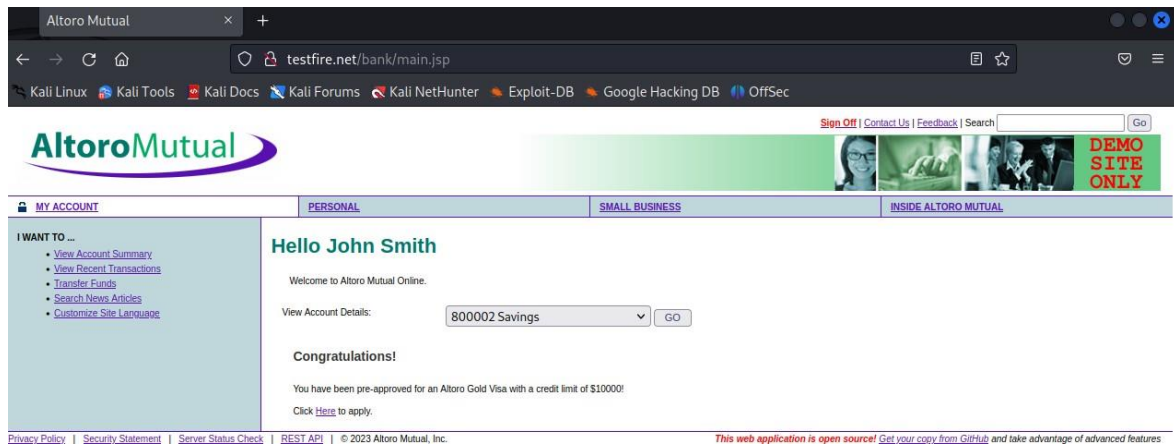 Altoro Mutual
testfire.net/bank/main.jsp
Kali Linux Kali Tools Kali Docs Kali Forums Kali NetHunter Exploit-DB Google Hacking DB OffSec
Sign Off | Contact Us | Feedback | Search Go
AltoroMutual
DEMO
SITE
ONLY
MY ACCOUNT PERSONAL SMALL BUSINESS INSIDE ALTORO MUTUAL
I WANT TO ...
• View Account Summary
• View Recent Transactions
• Transfer Funds
• Search News Articles
• Customize Site Language
Hello John Smith
Welcome to Altoro Mutual Online.
View Account Details: 800002 Savings GO
Congratulations!
You have been pre-approved for an Altoro Gold Visa with a credit limit of $10000!
Click Here to apply.
Privacy Policy | Security Statement | Server Status Check | REST API | © 2023 Altoro Mutual, Inc. This web application is open source! Get your copy from GitHub and take advantage of advanced features